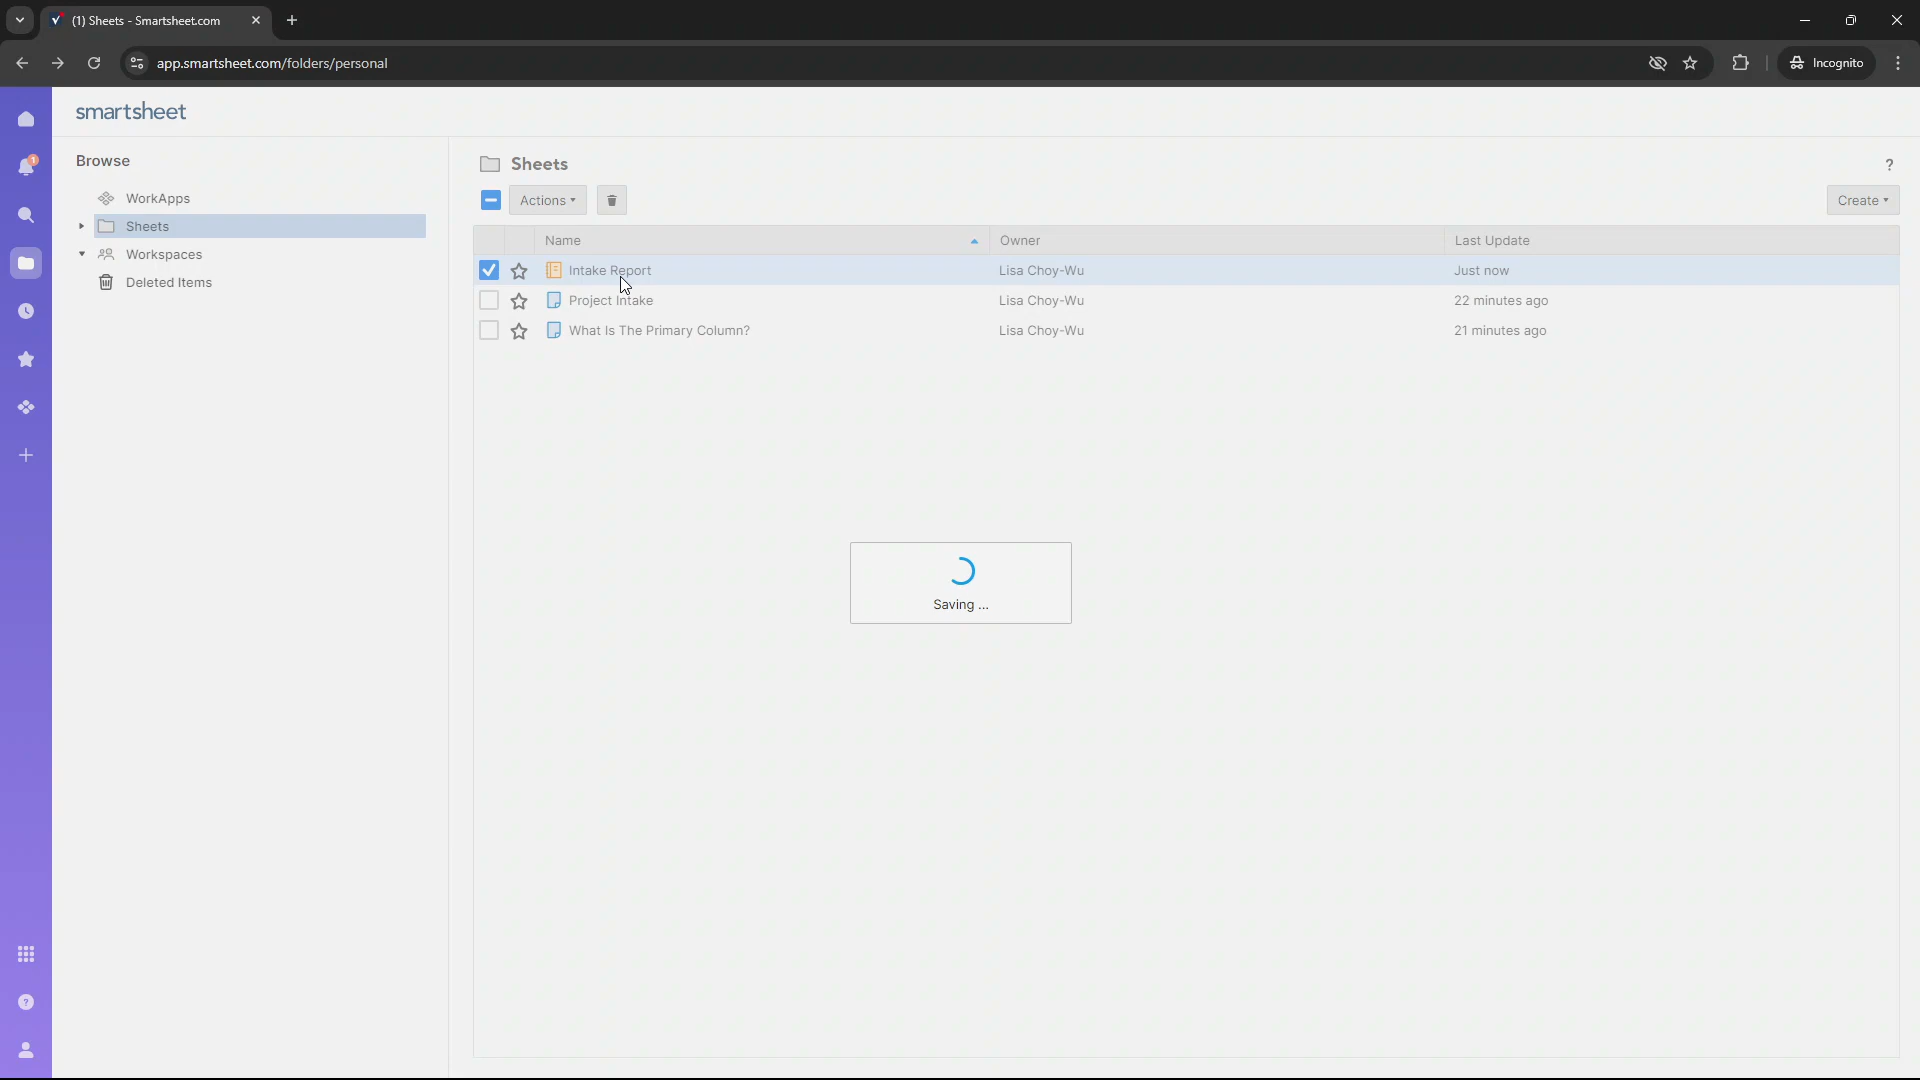 (1) Sheets - Smartsheet.com
app.smartsheet.com/folders/personal
Incognito
smartsheet
Browse
1
WorkApps
Sheets
Workspaces
Deleted Items
Sheets
?
Actions
Create
Name
Owner
Last Update
Intake Report
Lisa Choy-Wu
Just now
Project Intake
Lisa Choy-Wu
22 minutes ago
What Is The Primary Column?
Lisa Choy-Wu
21 minutes ago
Saving ...
?